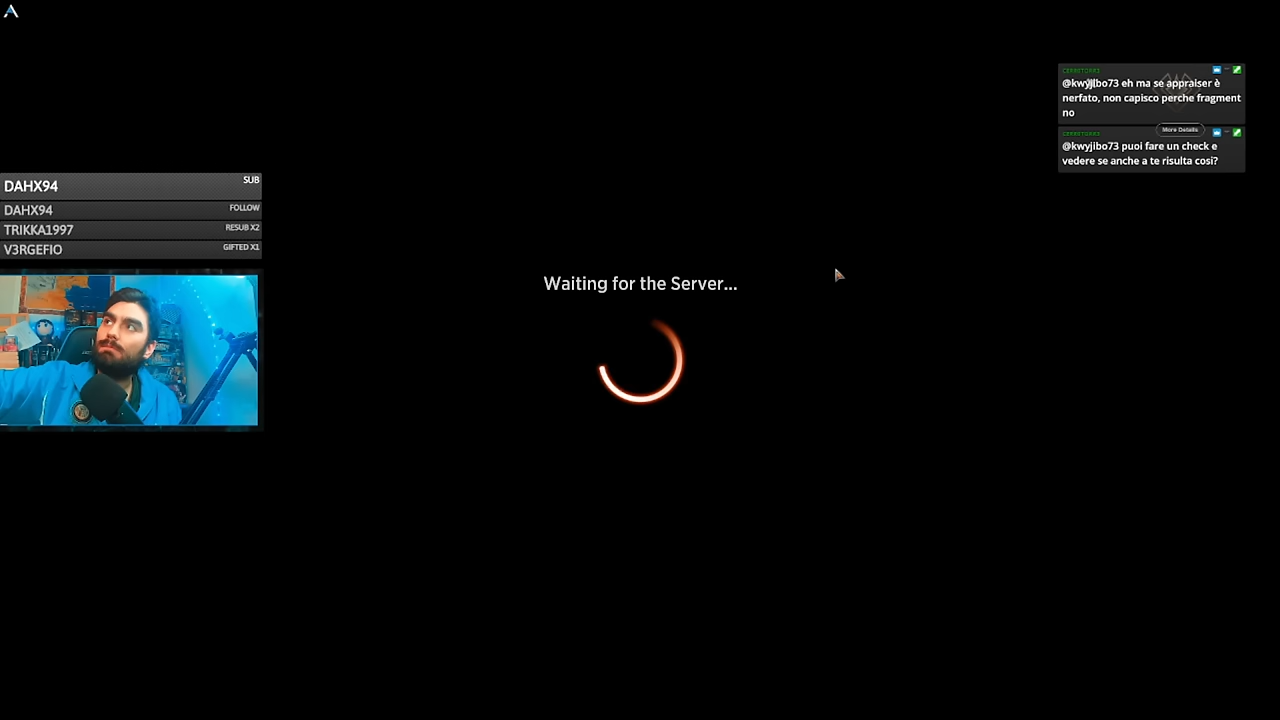 CERBETORRE
@kwyjibo73 eh ma se appraiser è
nerfato, non capisco perche fragment
no
More Details
@kwyjibo73 puoi fare un check e
vedere se anche a te risulta cosi?
DAHX94 SUB
DAHX94 FOLLOW
TRIKKA1997 RESUB X2
V3RGEFIO GIFTED X1
Waiting for the Server...